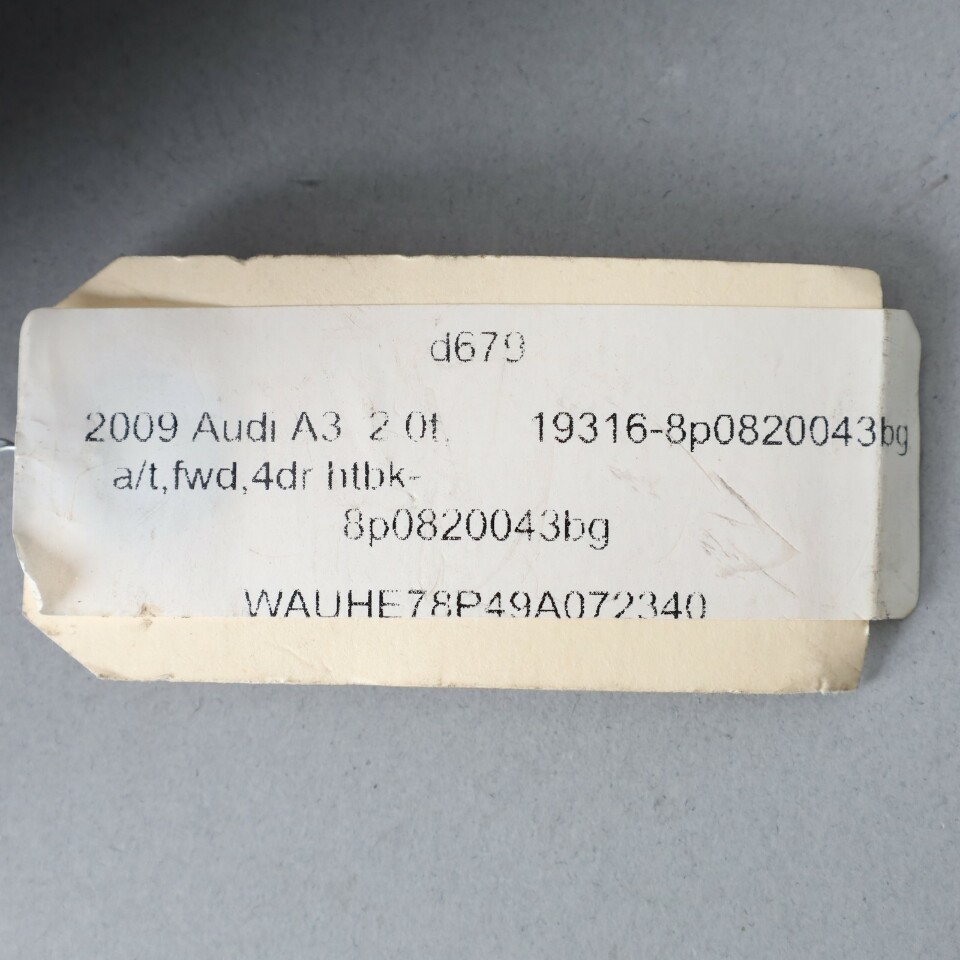 d679
2009 Audi A3 2.0t, 19316-8p0820043bg
a/t,fwd,4dr htbk-
8p0820043bg
WAUHE78P49A072340